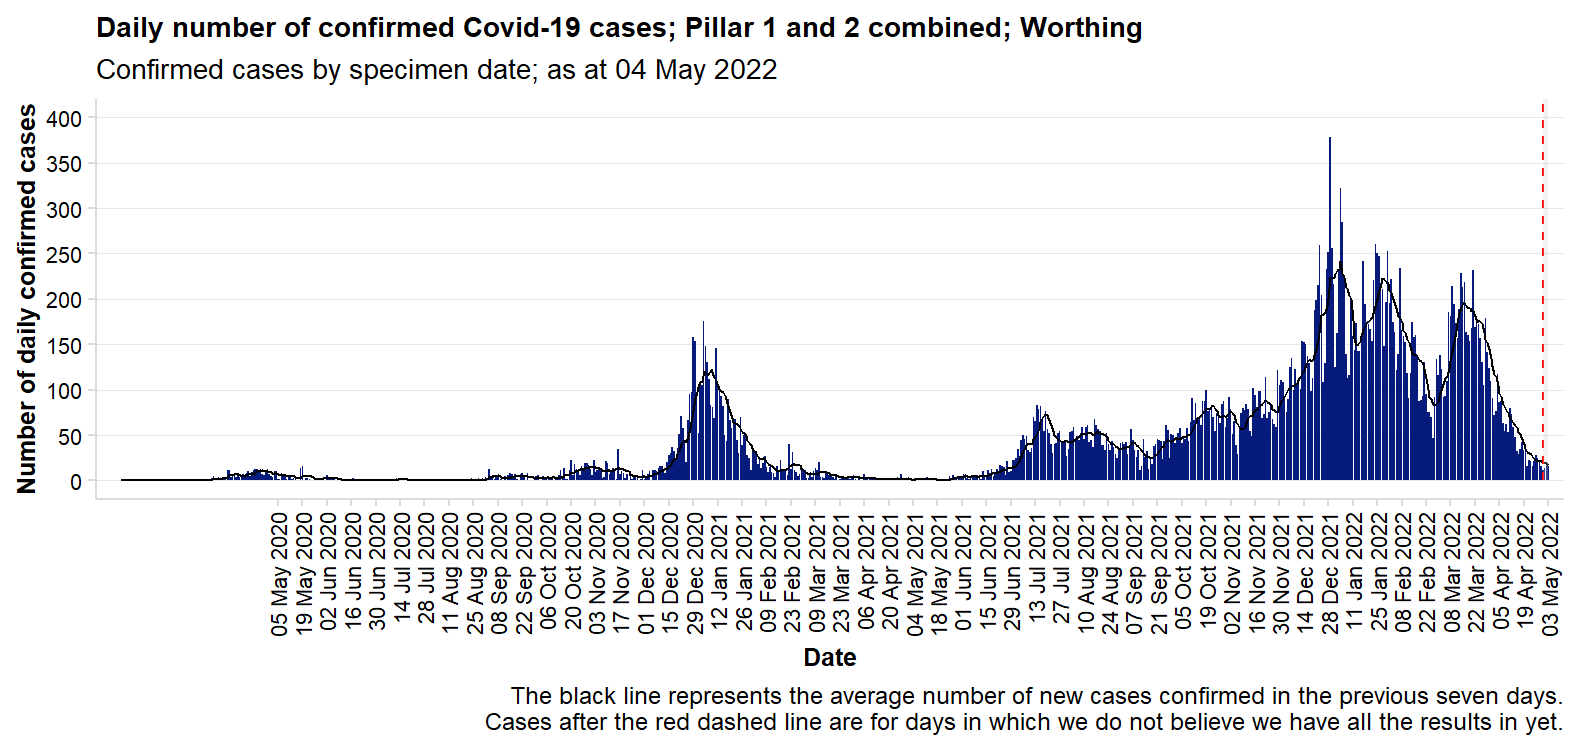 Daily number of confirmed Covid-19 cases; Pillar 1 and 2 combined; Worthing
Confirmed cases by specimen date; as at 04 May 2022
Number of daily confirmed cases
400
350
300
250
200
150
100
50
0
05 May 2020
19 May 2020
02 Jun 2020
16 Jun 2020
30 Jun 2020
14 Jul 2020
28 Jul 2020
11 Aug 2020
25 Aug 2020
08 Sep 2020
22 Sep 2020
06 Oct 2020
20 Oct 2020
03 Nov 2020
17 Nov 2020
01 Dec 2020
15 Dec 2020
29 Dec 2020
12 Jan 2021
26 Jan 2021
09 Feb 2021
23 Feb 2021
09 Mar 2021
23 Mar 2021
06 Apr 2021
20 Apr 2021
04 May 2021
18 May 2021
01 Jun 2021
15 Jun 2021
29 Jun 2021
13 Jul 2021
27 Jul 2021
10 Aug 2021
24 Aug 2021
07 Sep 2021
21 Sep 2021
05 Oct 2021
19 Oct 2021
02 Nov 2021
16 Nov 2021
30 Nov 2021
14 Dec 2021
28 Dec 2021
11 Jan 2022
25 Jan 2022
08 Feb 2022
22 Feb 2022
08 Mar 2022
22 Mar 2022
05 Apr 2022
19 Apr 2022
03 May 2022
Date
The black line represents the average number of new cases confirmed in the previous seven days.
Cases after the red dashed line are for days in which we do not believe we have all the results in yet.